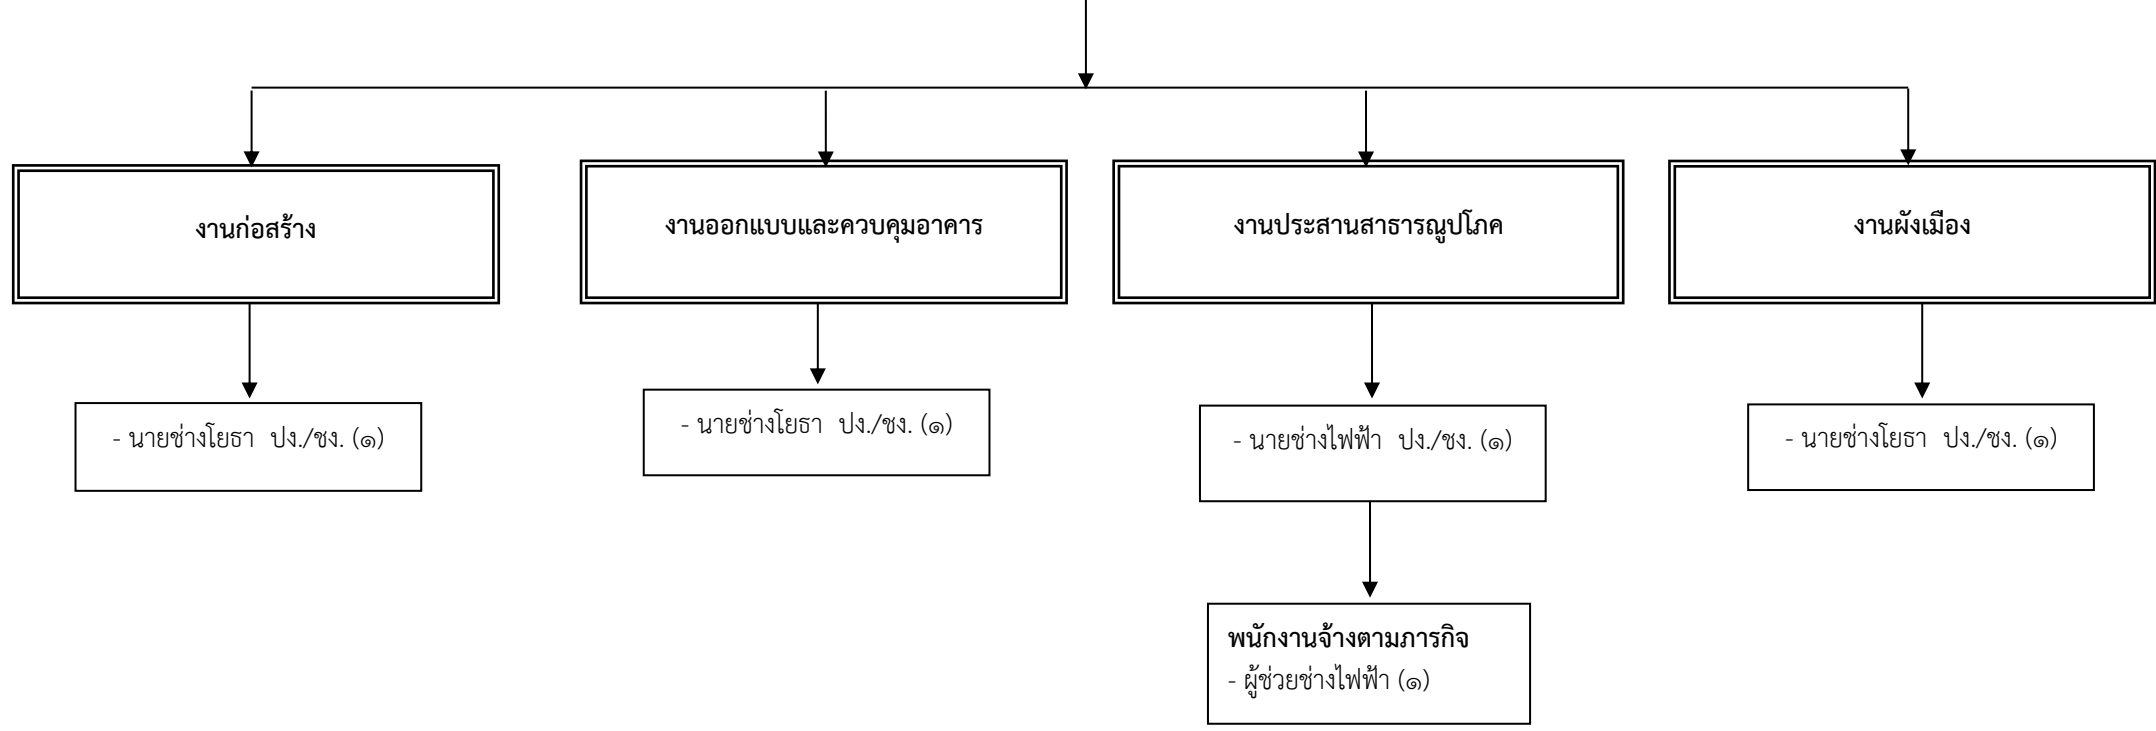 งานก่อสร้าง
งานออกแบบและควบคุมอาคาร
งานประสานสาธารณูปโภค
งานผังเมือง
- นายช่างโยธา ปง./ชง. (๑)
- นายช่างโยธา ปง./ชง. (๑)
- นายช่างไฟฟ้า ปง./ชง. (๑)
- นายช่างโยธา ปง./ชง. (๑)
พนักงานจ้างตามภารกิจ
- ผู้ช่วยช่างไฟฟ้า (๑)